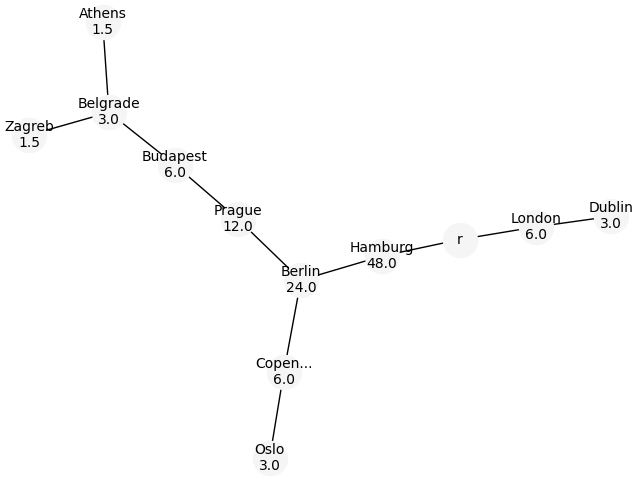 Athens
1.5
Belgrade
3.0
Zagreb
1.5
Budapest
6.0
Prague
12.0
Dublin
3.0
London
6.0
r
Hamburg
48.0
Berlin
24.0
Copen...
6.0
Oslo
3.0